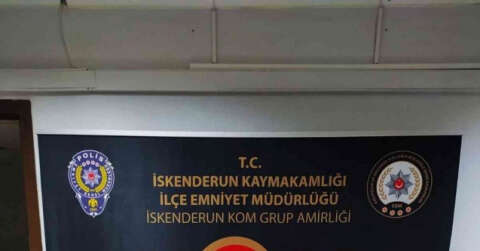 POLİS
T.C.
İSKENDERUN KAYMAKAMLIĞI
İLÇE EMNİYET MÜDÜRLÜĞÜ
İSKENDERUN KOM GRUP AMİRLİĞİ